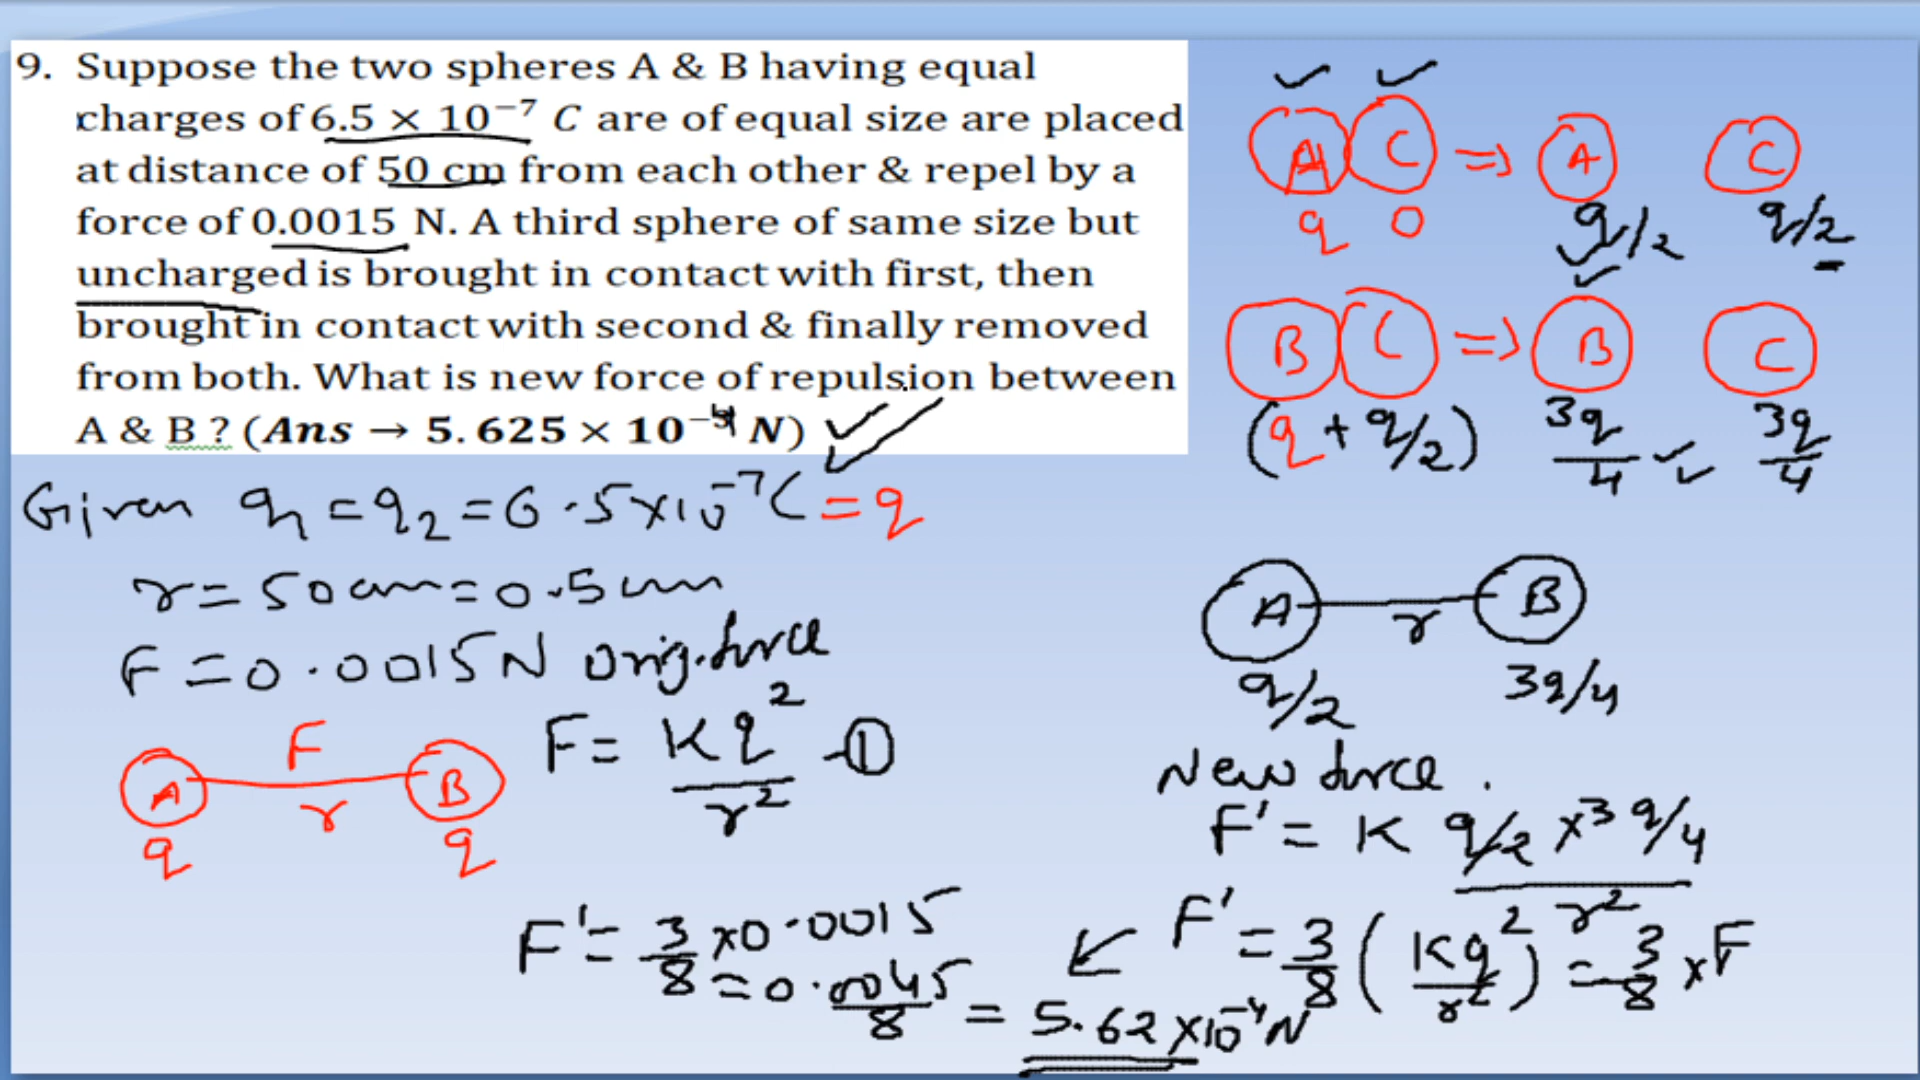 9. Suppose the two spheres A & B having equal
charges of 6.5 × 10⁻⁷ C are of equal size are placed
at distance of 50 cm from each other & repel by a
force of 0.0015 N. A third sphere of same size but
uncharged is brought in contact with first, then
brought in contact with second & finally removed
from both. What is new force of repulsion between
A & B ? (Ans → 5.625 × 10⁻⁴ N)
Given q₁ = q₂ = 6.5×10⁻⁷C = q
r = 50cm = 0.5m
F = 0.0015N orig. force
F
A r B
q q
F = Kq²/r² - ①
A C => A C
q 0 q/2 q/2
B C => B C
(q + q/2) 3q/4 3q/4
A r B
q/2 3q/4
New force.
F' = K q/2 × 3q/4 / r²
F' = 3/8 (Kq²/r²) = 3/8 × F
F' = 3/8 × 0.0015
= 0.0045/8 = 5.62 × 10⁻⁴ N